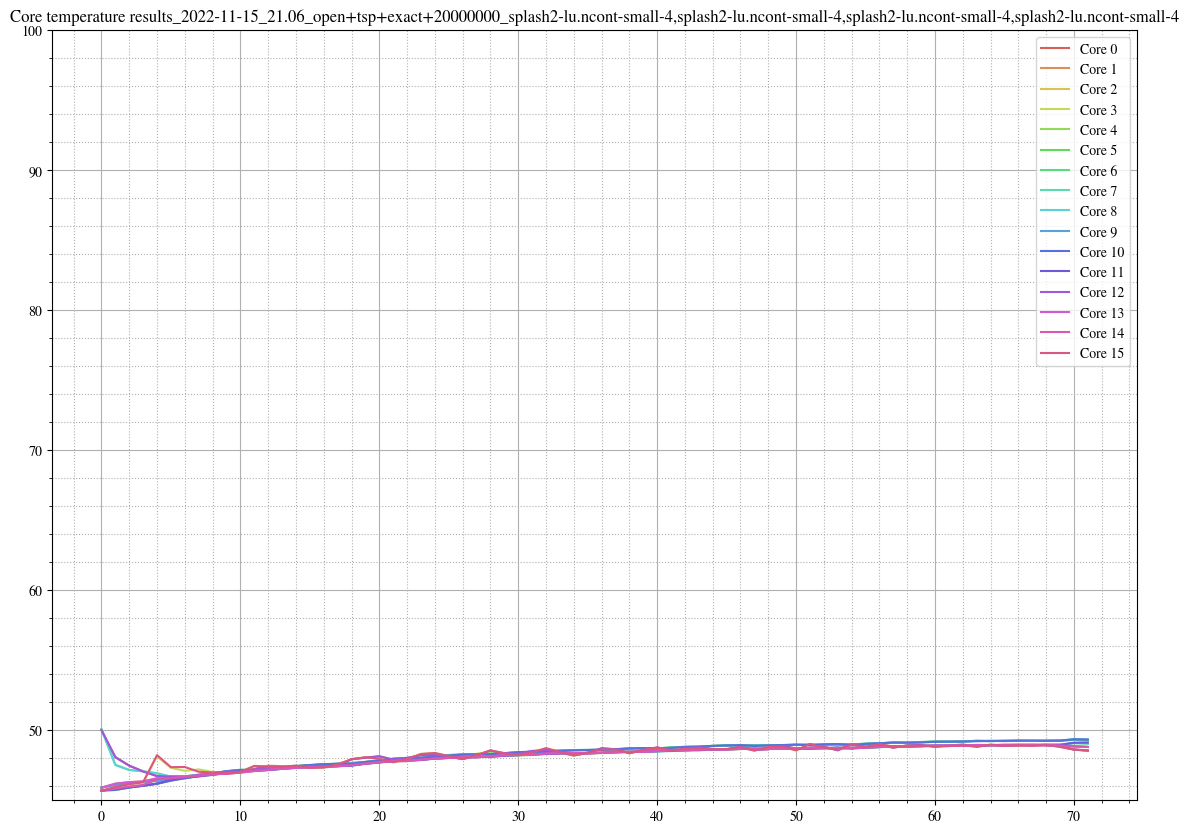 Core temperature results_2022-11-15_21.06_open+tsp+exact+20000000_splash2-lu.ncont-small-4,splash2-lu.ncont-small-4,splash2-lu.ncont-small-4,splash2-lu.ncont-small-4
100
90
80
70
60
50
0
10
20
30
40
50
60
70
Core 0
Core 1
Core 2
Core 3
Core 4
Core 5
Core 6
Core 7
Core 8
Core 9
Core 10
Core 11
Core 12
Core 13
Core 14
Core 15